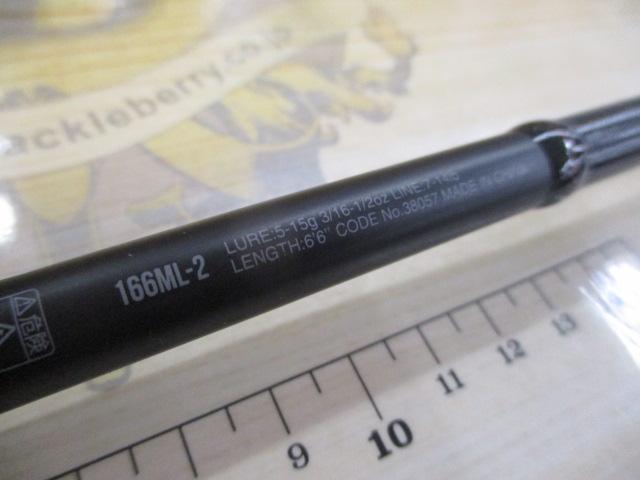 ackleberry.co.jp
166ML-2
LURE:5-15g 3/16-1/2oz LINE:7-14lb
LENGTH:6'6" CODE No.38057 MADE IN CHINA
危険
9 10 11 12 13